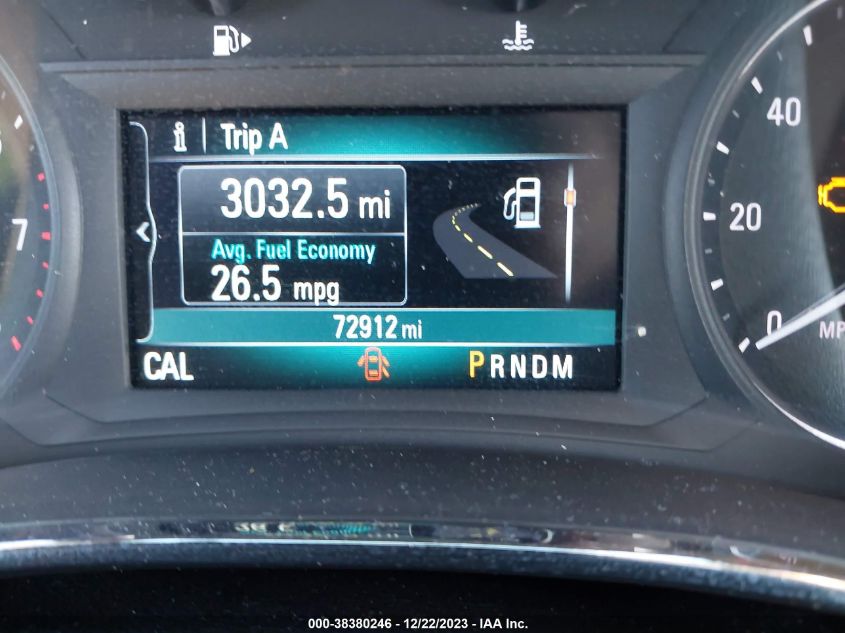 Trip A
3032.5 mi
Avg. Fuel Economy
26.5 mpg
72912 mi
CAL
PRNDM
7
40
20
0
000-38380246 - 12/22/2023 - IAA Inc.